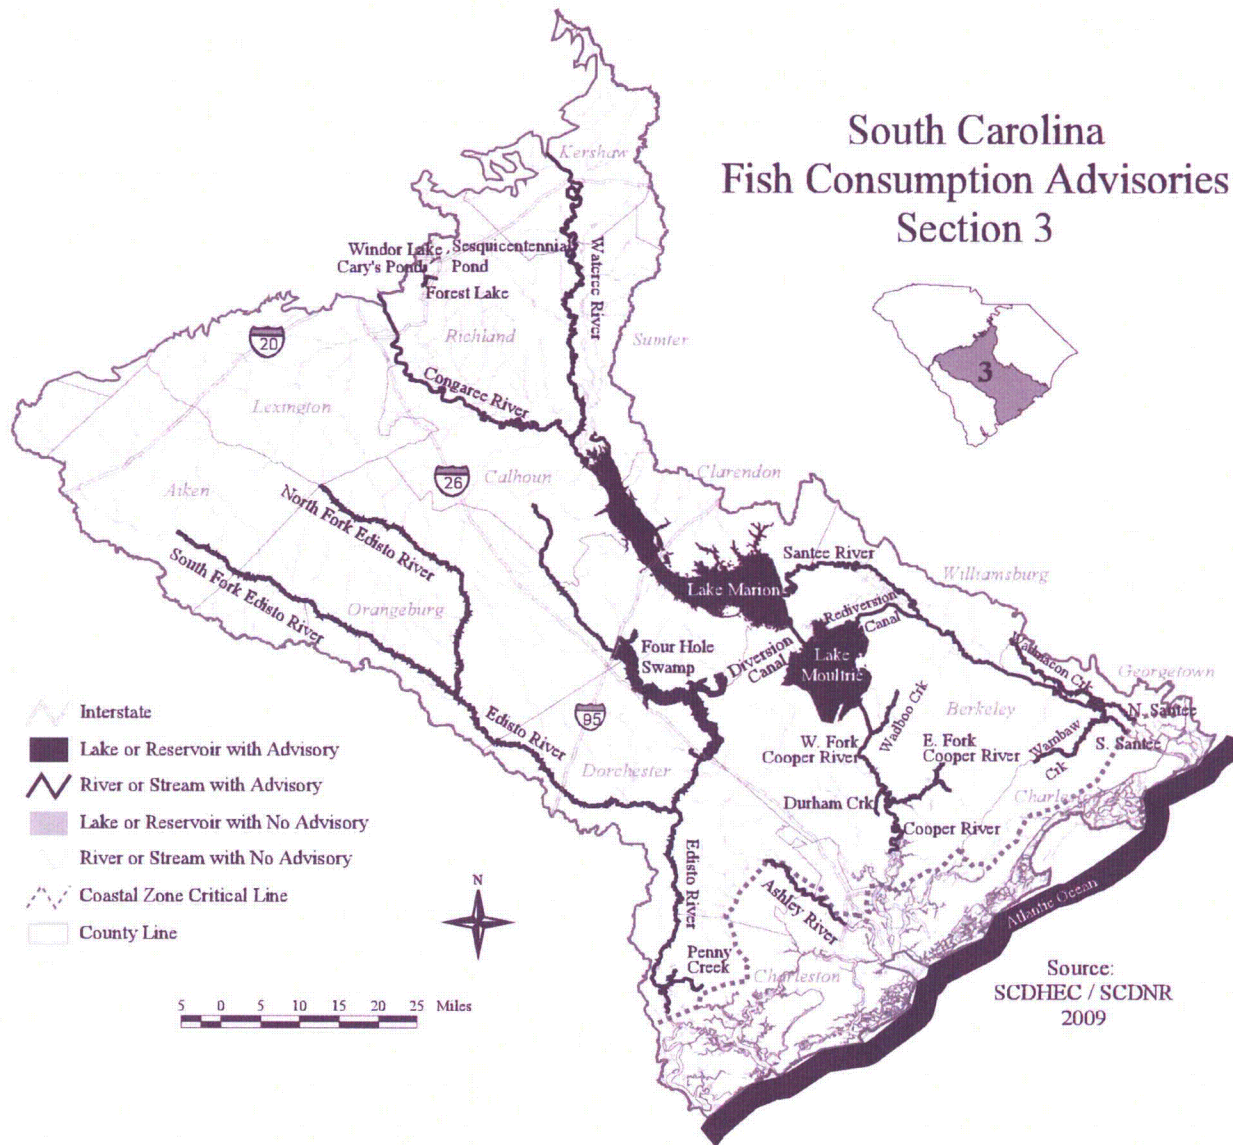 South Carolina
Fish Consumption Advisories
Section 3
3
Kershaw
Windsor Lake
Sesquicentennial
Pond
Cary's Pond
Forest Lake
Wateree River
Richland
Sumter
20
Congaree River
Lexington
26
Calhoun
Clarendon
Aiken
North Fork Edisto River
South Fork Edisto River
Orangeburg
Santee River
Williamsburg
Lake Marion
Rediversion
Canal
Four Hole
Swamp
Diversion
Canal
Lake
Moultrie
Wadmacon Crk
Georgetown
N. Santee
S. Santee
Wadboo Crk
Berkeley
Wambaw
Crk
W. Fork
Cooper River
E. Fork
Cooper River
95
Edisto River
Dorchester
Durham Crk
Cooper River
Edisto River
Ashley River
Atlantic Ocean
Penny
Creek
Charleston
Interstate
Lake or Reservoir with Advisory
River or Stream with Advisory
Lake or Reservoir with No Advisory
River or Stream with No Advisory
Coastal Zone Critical Line
County Line
N
5 0 5 10 15 20 25 Miles
Source:
SCDHEC / SCDNR
2009